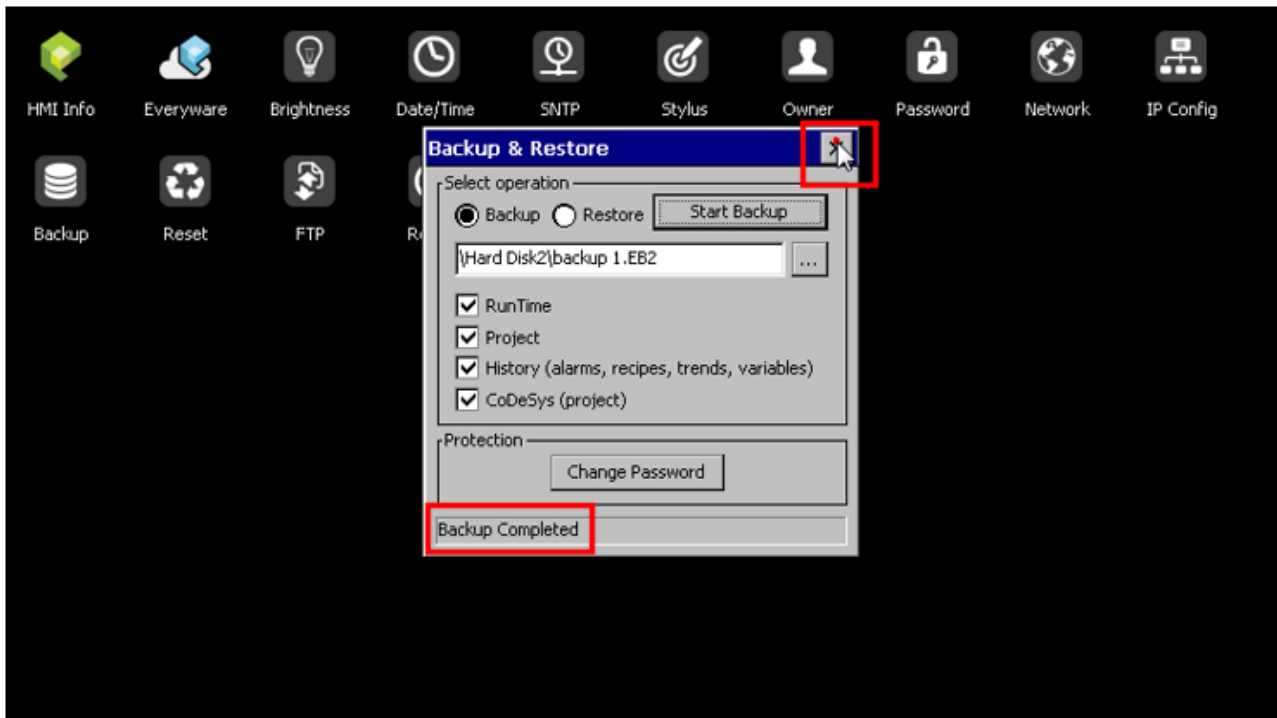 HMI Info Everyware Brightness Date/Time SNTP Stylus Owner Password Network IP Config
Backup & Restore
Select operation
Backup Restore Start Backup
Backup Reset FTP
\Hard Disk2\backup 1.EB2 ...
RunTime
Project
History (alarms, recipes, trends, variables)
CoDeSys (project)
Protection
Change Password
Backup Completed